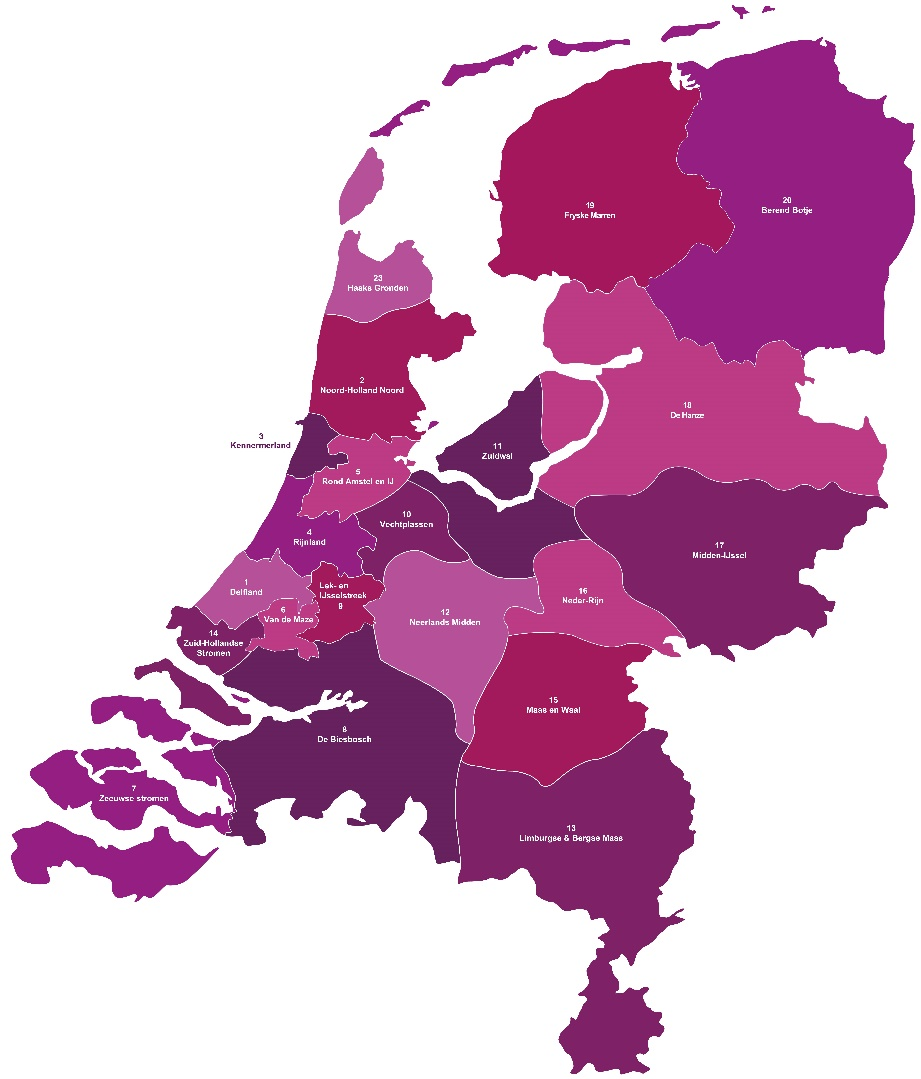 19
Fryske Marren
20
Berend Botje
23
Haaks Gronden
2
Noord-Holland Noord
3
Kennermerland
18
De Hanze
11
Zuidwal
5
Rond Amstel en IJ
10
Vechtplassen
4
Rijnland
17
Midden-IJssel
1
Delfland
Lek- en
IJsselstreek
9
6
Van de Maze
16
Neder-Rijn
12
Neerlands Midden
14
Zuid-Hollandse
Stromen
15
Maas en Waal
8
De Biesbosch
7
Zeeuwse stromen
13
Limburgse & Bergse Maas